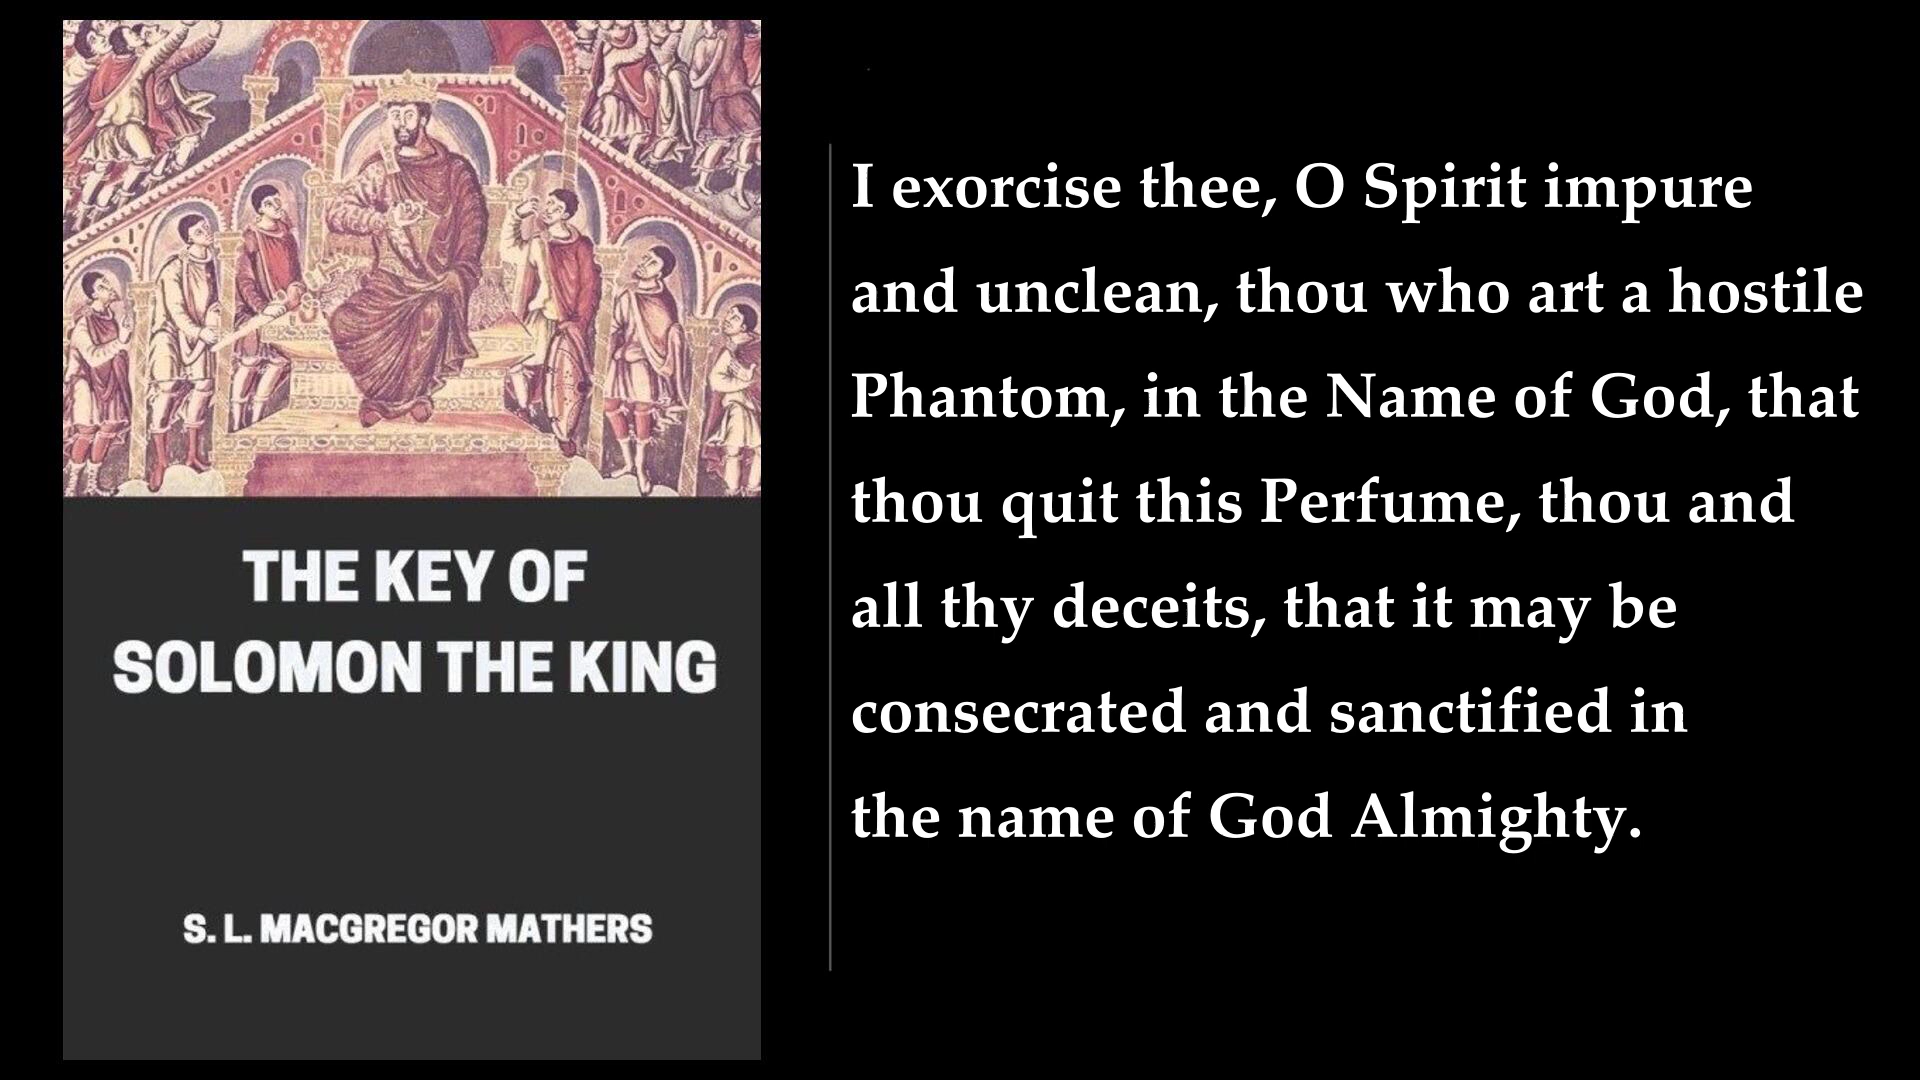 THE KEY OF
SOLOMON THE KING
S. L. MACGREGOR MATHERS
I exorcise thee, O Spirit impure
and unclean, thou who art a hostile
Phantom, in the Name of God, that
thou quit this Perfume, thou and
all thy deceits, that it may be
consecrated and sanctified in
the name of God Almighty.